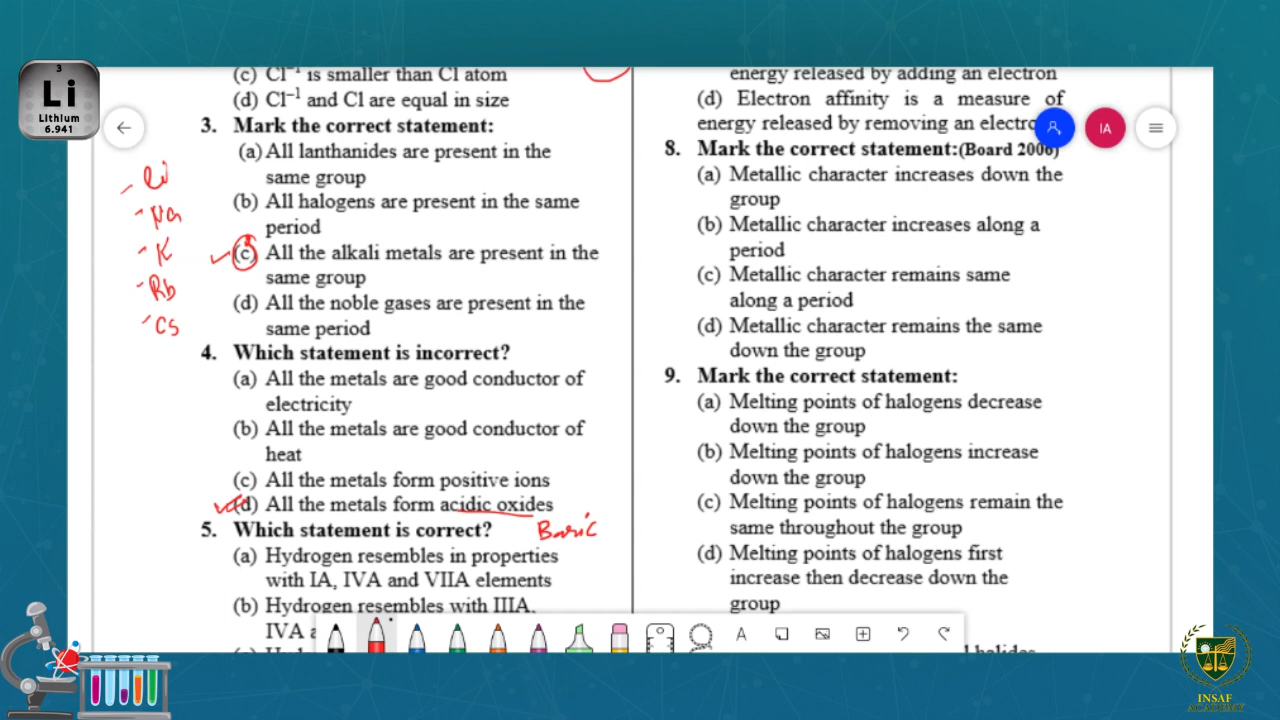 3
Li
Lithium
6.941
(c) Cl⁻¹ is smaller than Cl atom
(d) Cl⁻¹ and Cl are equal in size
3. Mark the correct statement:
(a) All lanthanides are present in the
same group
(b) All halogens are present in the same
period
(c) All the alkali metals are present in the
same group
(d) All the noble gases are present in the
same period
Na
K
Rb
Cs
4. Which statement is incorrect?
(a) All the metals are good conductor of
electricity
(b) All the metals are good conductor of
heat
(c) All the metals form positive ions
(d) All the metals form acidic oxides
Basic
5. Which statement is correct?
(a) Hydrogen resembles in properties
with IA, IVA and VIIA elements
(b) Hydrogen resembles with IIIA,
IVA
energy released by adding an electron
(d) Electron affinity is a measure of
energy released by removing an
8. Mark the correct statement:(Board 2006)
(a) Metallic character increases down the
group
(b) Metallic character increases along a
period
(c) Metallic character remains same
along a period
(d) Metallic character remains the same
down the group
9. Mark the correct statement:
(a) Melting points of halogens decrease
down the group
(b) Melting points of halogens increase
down the group
(c) Melting points of halogens remain the
same throughout the group
(d) Melting points of halogens first
increase then decrease down the
group
halides
IA
A
INSAF
ACADEMY